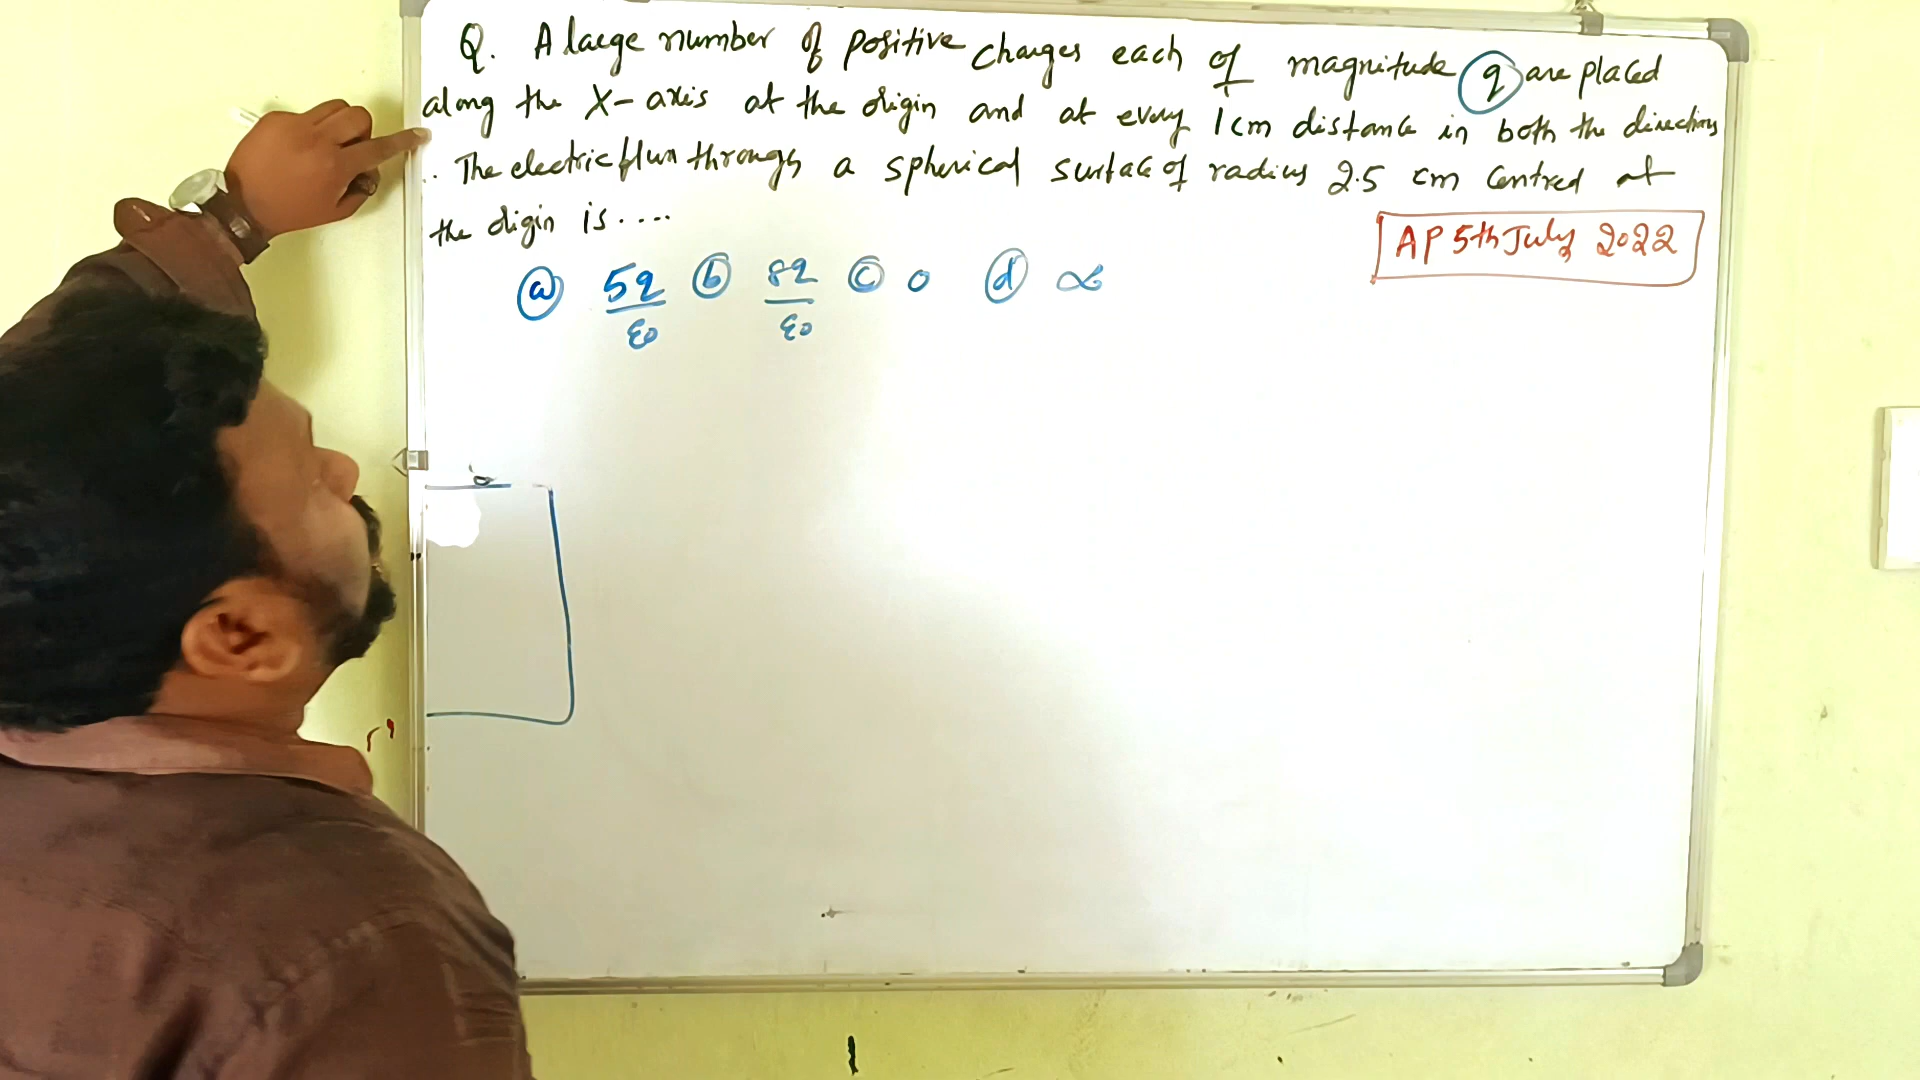 Q. A large number of positive charges each of magnitude q are placed
along the X-axis at the origin and at every 1cm distance in both the directions
.. The electric flux through a spherical surface of radius 2.5 cm Centred at
the origin is....
AP 5th July 2022
(a) 5q/ε0 (b) 8q/ε0 (c) 0 (d) ∝